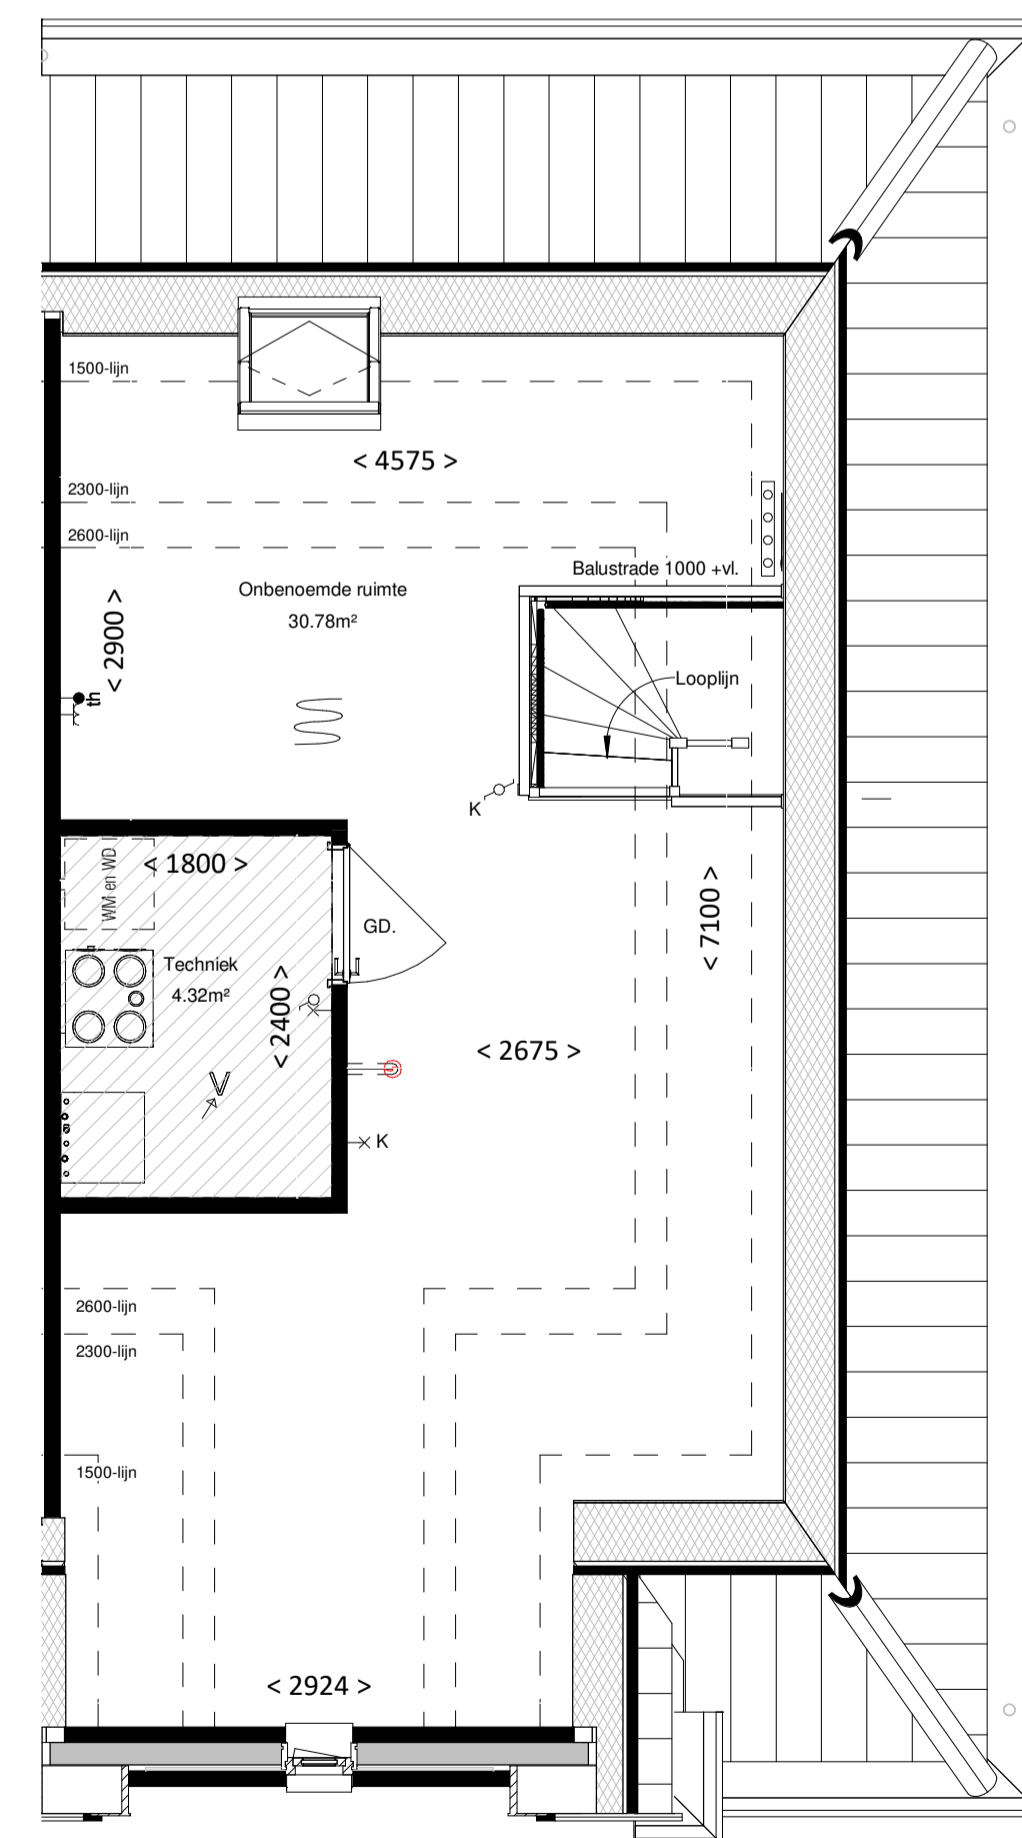 1500-lijn
< 4575 >
2300-lijn
2600-lijn
Balustrade 1000 +vl.
Onbenoemde ruimte
30.78m²
< 2900 >
th
Looplijn
K
WM en WD
< 1800 >
GD.
< 7100 >
Techniek
4.32m²
< 2400 >
< 2675 >
V
K
2600-lijn
2300-lijn
1500-lijn
< 2924 >